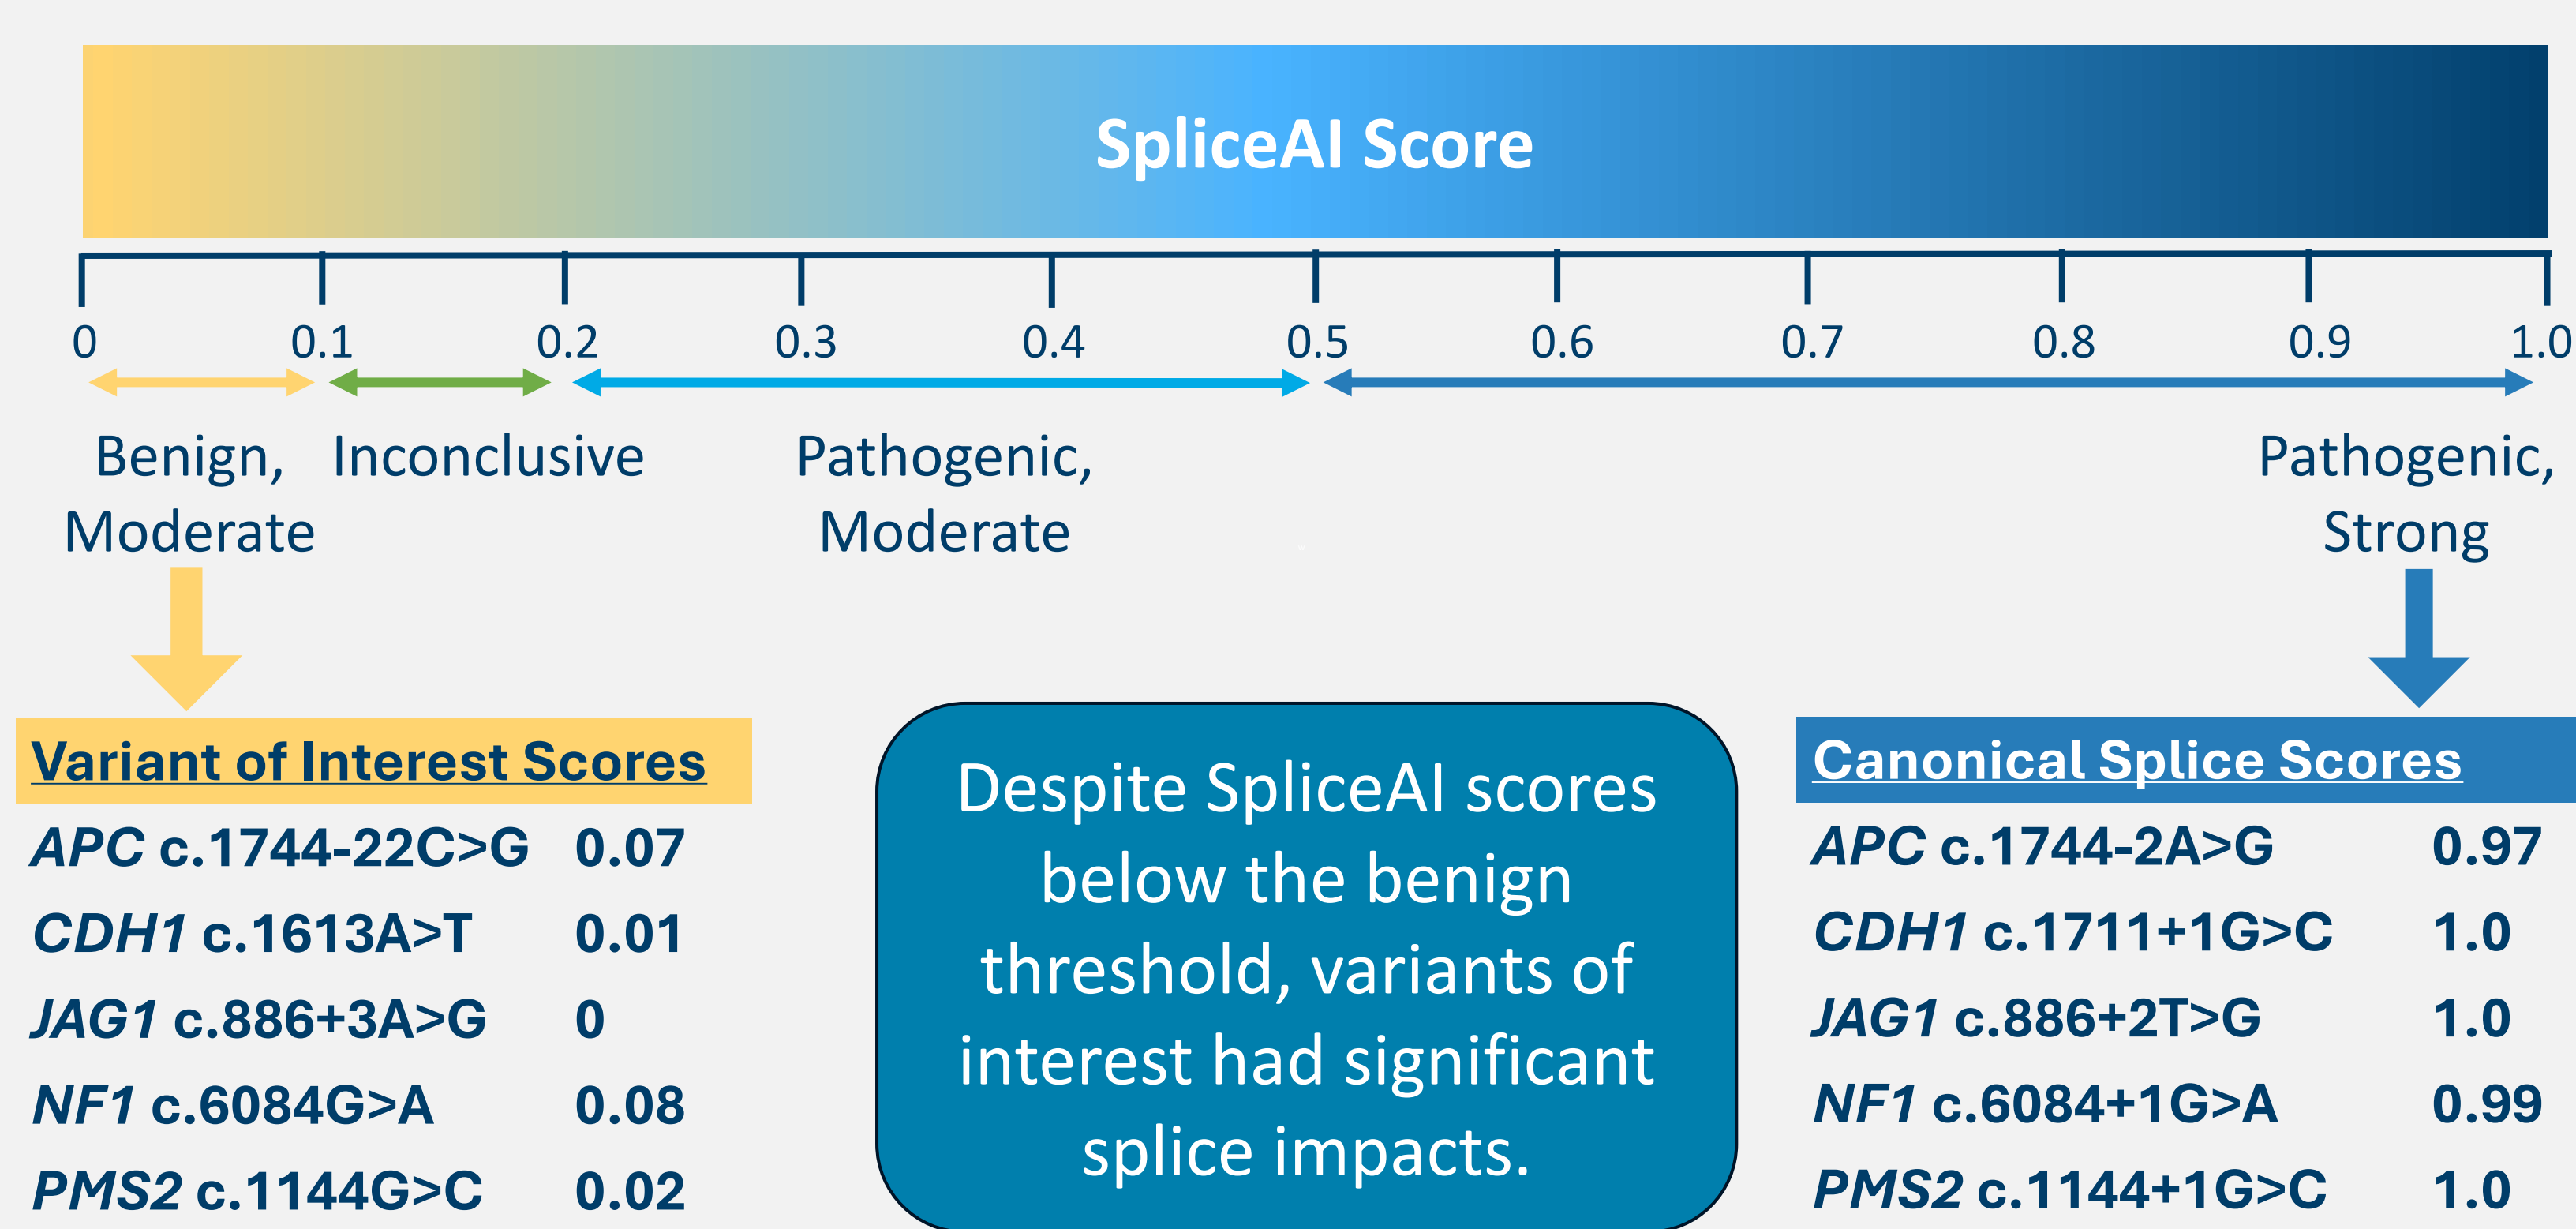 SpliceAI Score
0 0.1 0.2 0.3 0.4 0.5 0.6 0.7 0.8 0.9 1.0
Benign,
Moderate
Inconclusive
Pathogenic,
Moderate
Pathogenic,
Strong
Variant of Interest Scores
APC c.1744-22C>G 0.07
CDH1 c.1613A>T 0.01
JAG1 c.886+3A>G 0
NF1 c.6084G>A 0.08
PMS2 c.1144G>C 0.02
Despite SpliceAI scores
below the benign
threshold, variants of
interest had significant
splice impacts.
Canonical Splice Scores
APC c.1744-2A>G 0.97
CDH1 c.1711+1G>C 1.0
JAG1 c.886+2T>G 1.0
NF1 c.6084+1G>A 0.99
PMS2 c.1144+1G>C 1.0